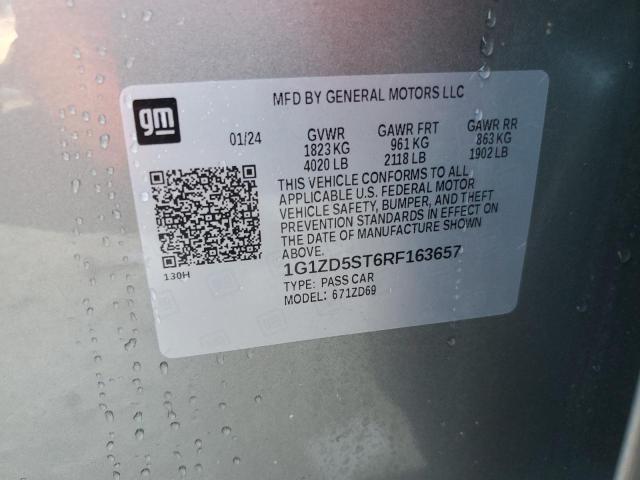 MFD BY GENERAL MOTORS LLC
gm
01/24
GVWR
1823 KG
4020 LB
GAWR FRT
961 KG
2118 LB
GAWR RR
863 KG
1902 LB
THIS VEHICLE CONFORMS TO ALL
APPLICABLE U.S. FEDERAL MOTOR
VEHICLE SAFETY, BUMPER, AND THEFT
PREVENTION STANDARDS IN EFFECT ON
THE DATE OF MANUFACTURE SHOWN
ABOVE.
130H
1G1ZD5ST6RF163657
TYPE: PASS CAR
MODEL: 671ZD69